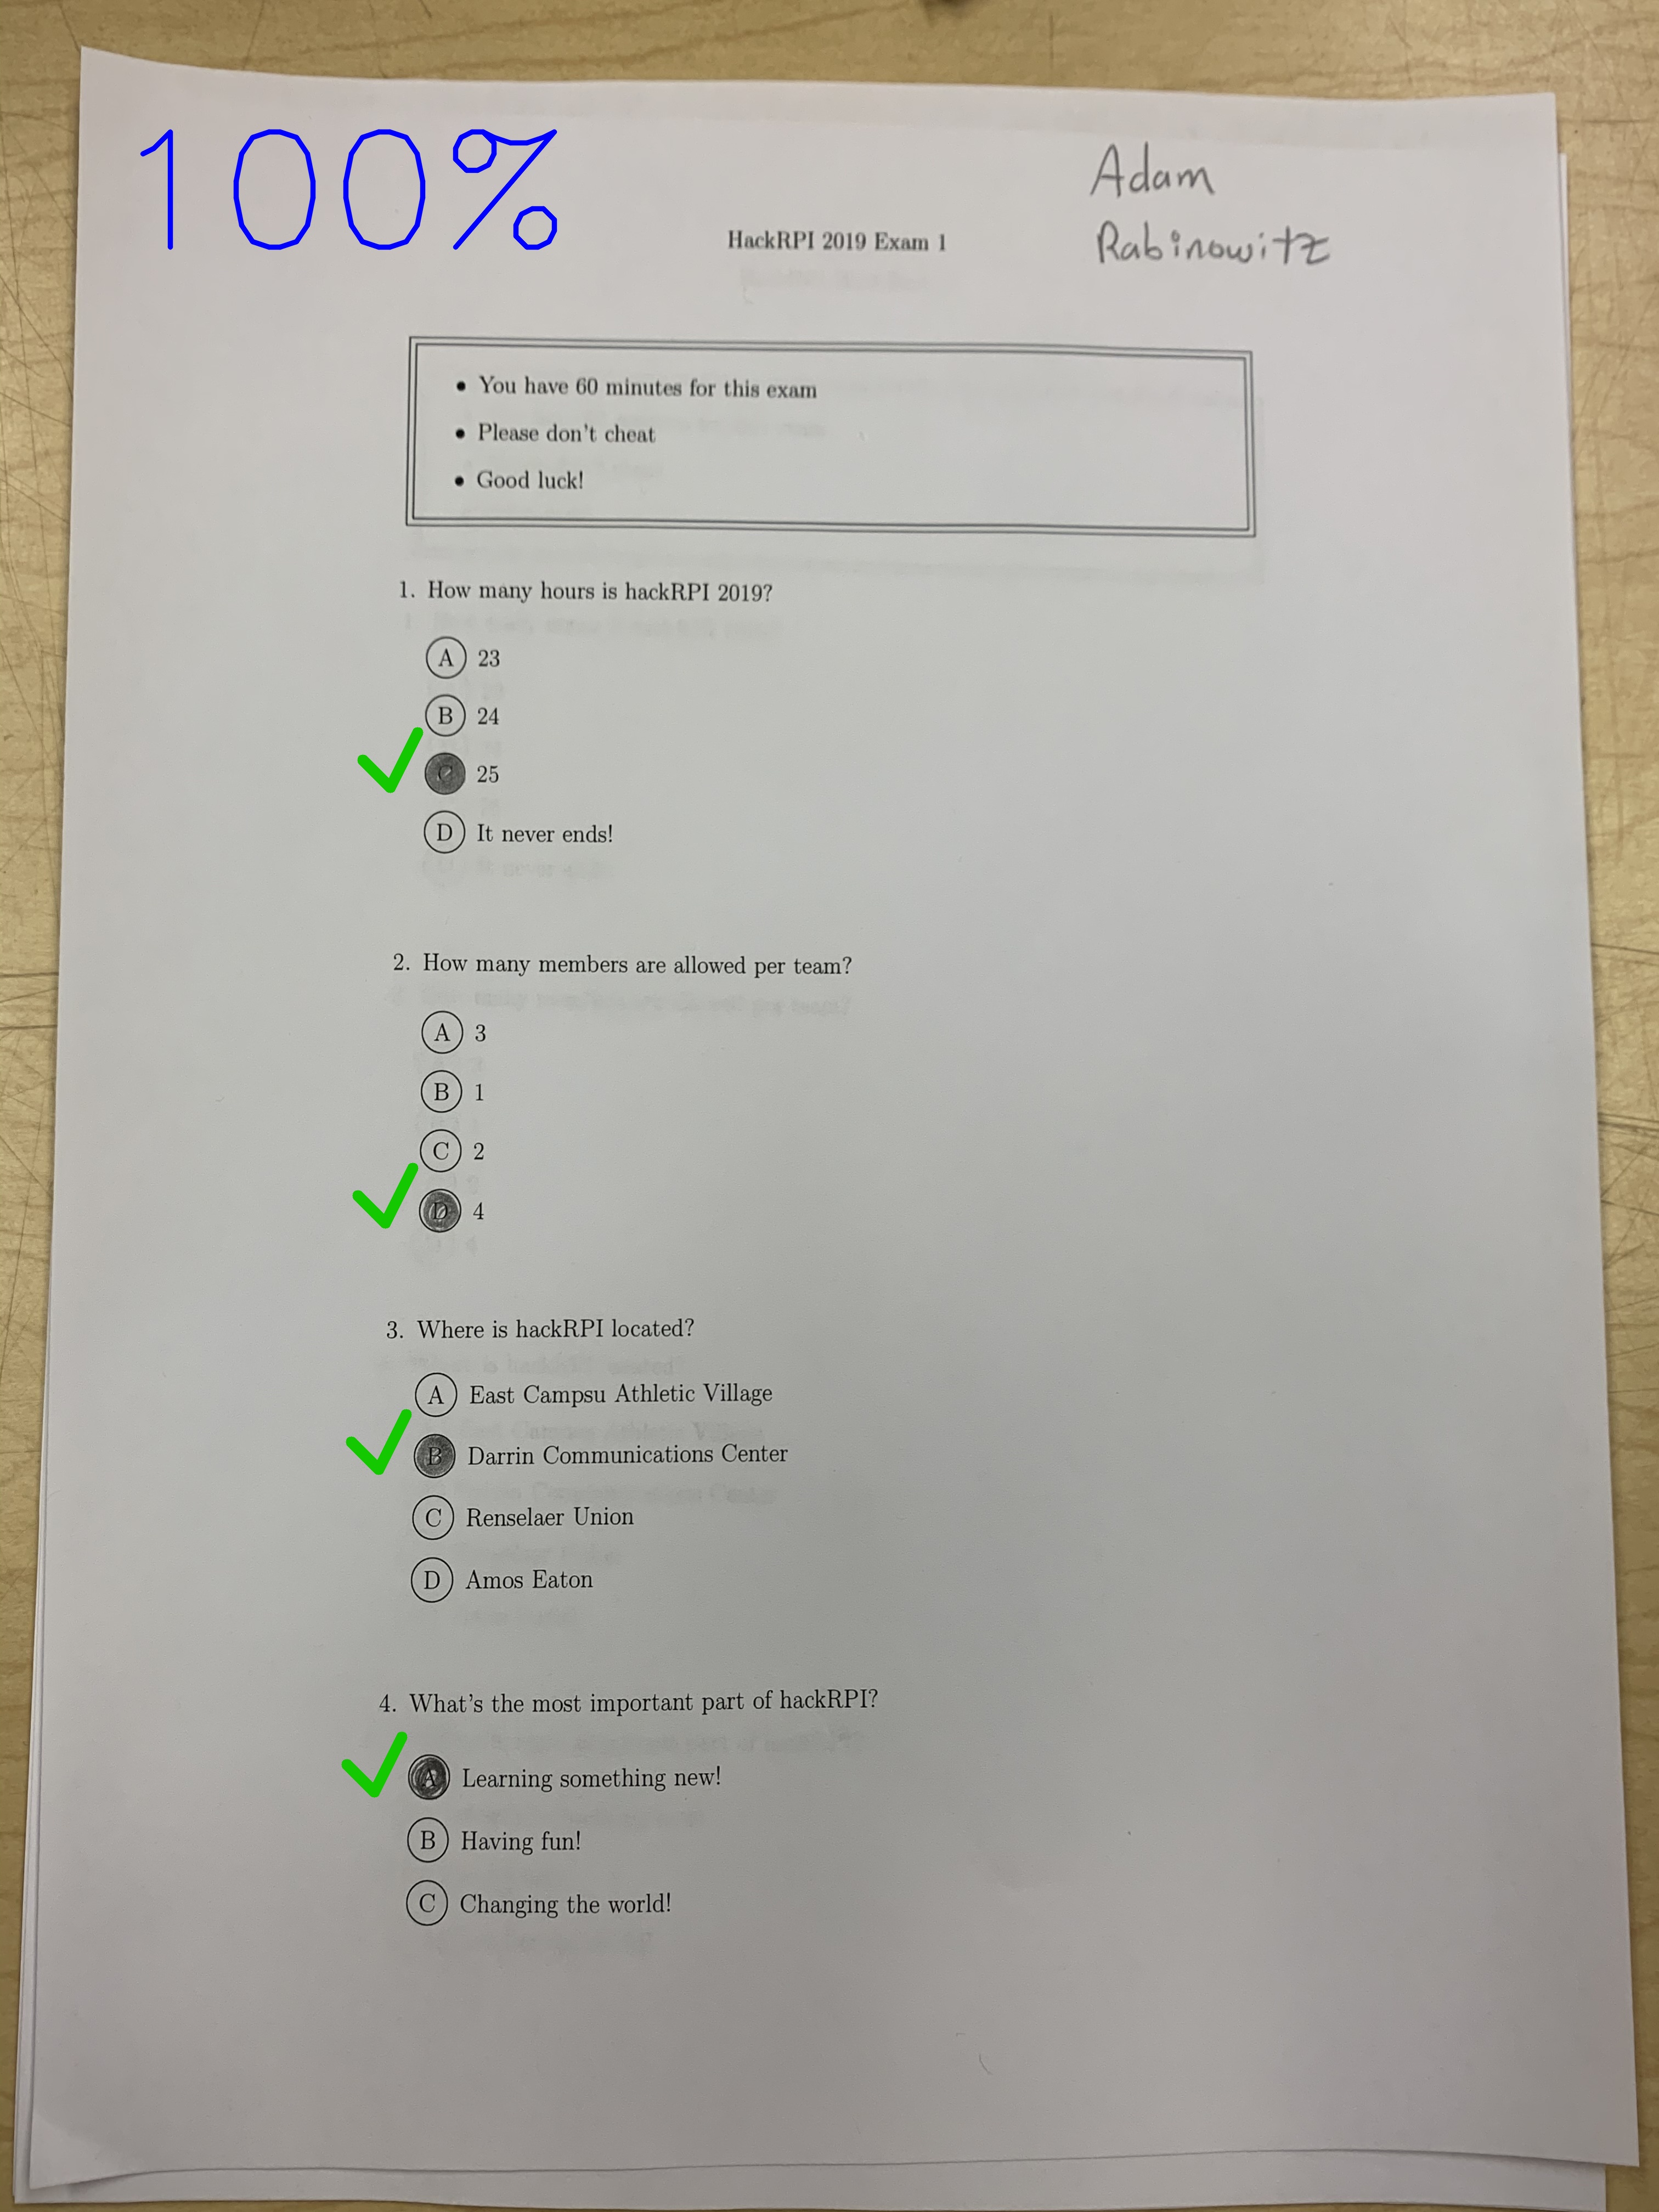 100%
Adam
Rabinowitz
HackRPI 2019 Exam 1
• You have 60 minutes for this exam
• Please don't cheat
• Good luck!
1. How many hours is hackRPI 2019?
A 23
B 24
C 25
D It never ends!
2. How many members are allowed per team?
A 3
B 1
C 2
D 4
3. Where is hackRPI located?
A East Campsu Athletic Village
B Darrin Communications Center
C Renselaer Union
D Amos Eaton
4. What's the most important part of hackRPI?
A Learning something new!
B Having fun!
C Changing the world!